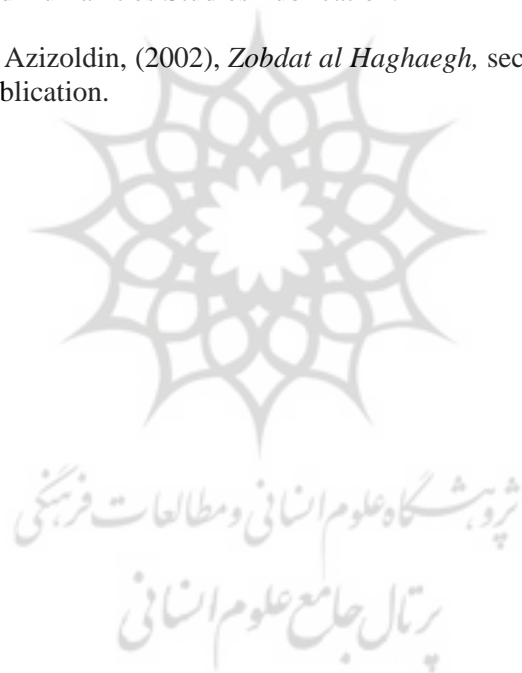 Azizoldin, (2002), Zobdat al Haghaegh, sec
blication.
پژوهشگاه علوم انسانی و مطالعات فرهنگی
پرتال جامع علوم انسانی